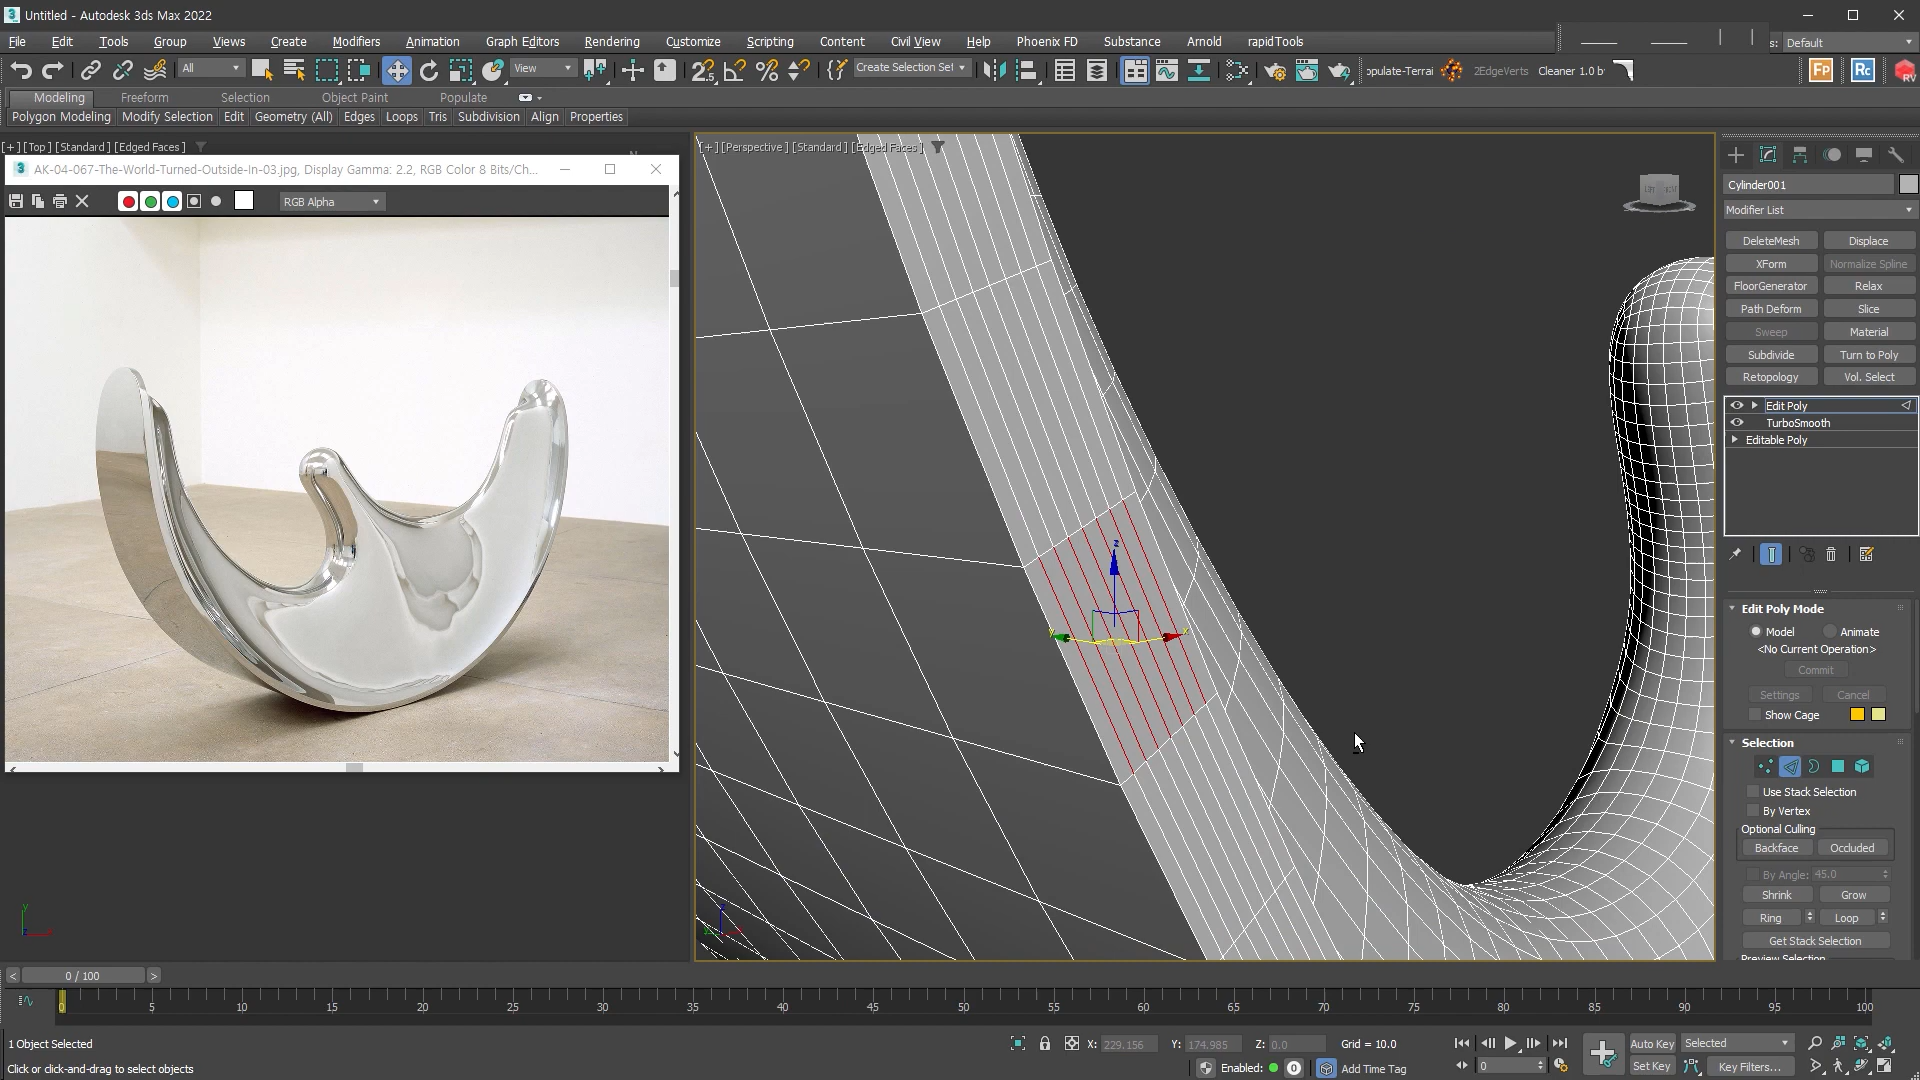 Untitled - Autodesk 3ds Max 2022
File Edit Tools Group Views Create Modifiers Animation Graph Editors Rendering Customize Scripting Content Civil View Help Phoenix FD Substance Arnold rapidTools s: Default
All View Create Selection Set opulate-Terrai 2EdgeVerts Cleaner 1.0 b Fp Rc RV
Modeling Freeform Selection Object Paint Populate
Polygon Modeling Modify Selection Edit Geometry (All) Edges Loops Tris Subdivision Align Properties
[+] [Top] [Standard] [Edged Faces]
[+] [Perspective] [Standard] [Edged Faces]
AK-04-067-The-World-Turned-Outside-In-03.jpg, Display Gamma: 2.2, RGB Color 8 Bits/Ch...
RGB Alpha
Cylinder001
Modifier List
DeleteMesh Displace
XForm Normalize Spline
FloorGenerator Relax
Path Deform Slice
Sweep Material
Subdivide Turn to Poly
Retopology Vol. Select
Edit Poly
TurboSmooth
Editable Poly
Edit Poly Mode
Model Animate
<No Current Operation>
Commit
Settings Cancel
Show Cage
Selection
Use Stack Selection
By Vertex
Optional Culling
Backface Occluded
By Angle: 45.0
Shrink Grow
Ring Loop
Get Stack Selection
Preview Selection
z
y
x
0 / 100
0 5 10 15 20 25 30 35 40 45 50 55 60 65 70 75 80 85 90 95 100
1 Object Selected
X: 229.156 Y: 174.985 Z: 0.0 Grid = 10.0
Auto Key Selected
Click or click-and-drag to select objects
Enabled: 0 Add Time Tag
0
Set Key Key Filters...